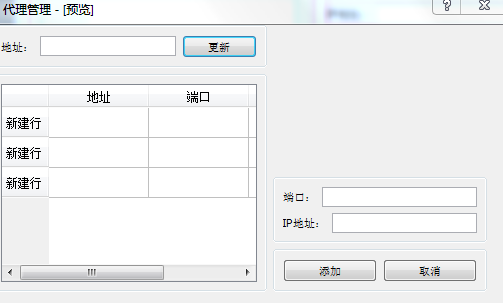 代理管理 - [预览]
地址：
更新
地址 端口
新建行
新建行
新建行
端口：
IP地址：
添加 取消